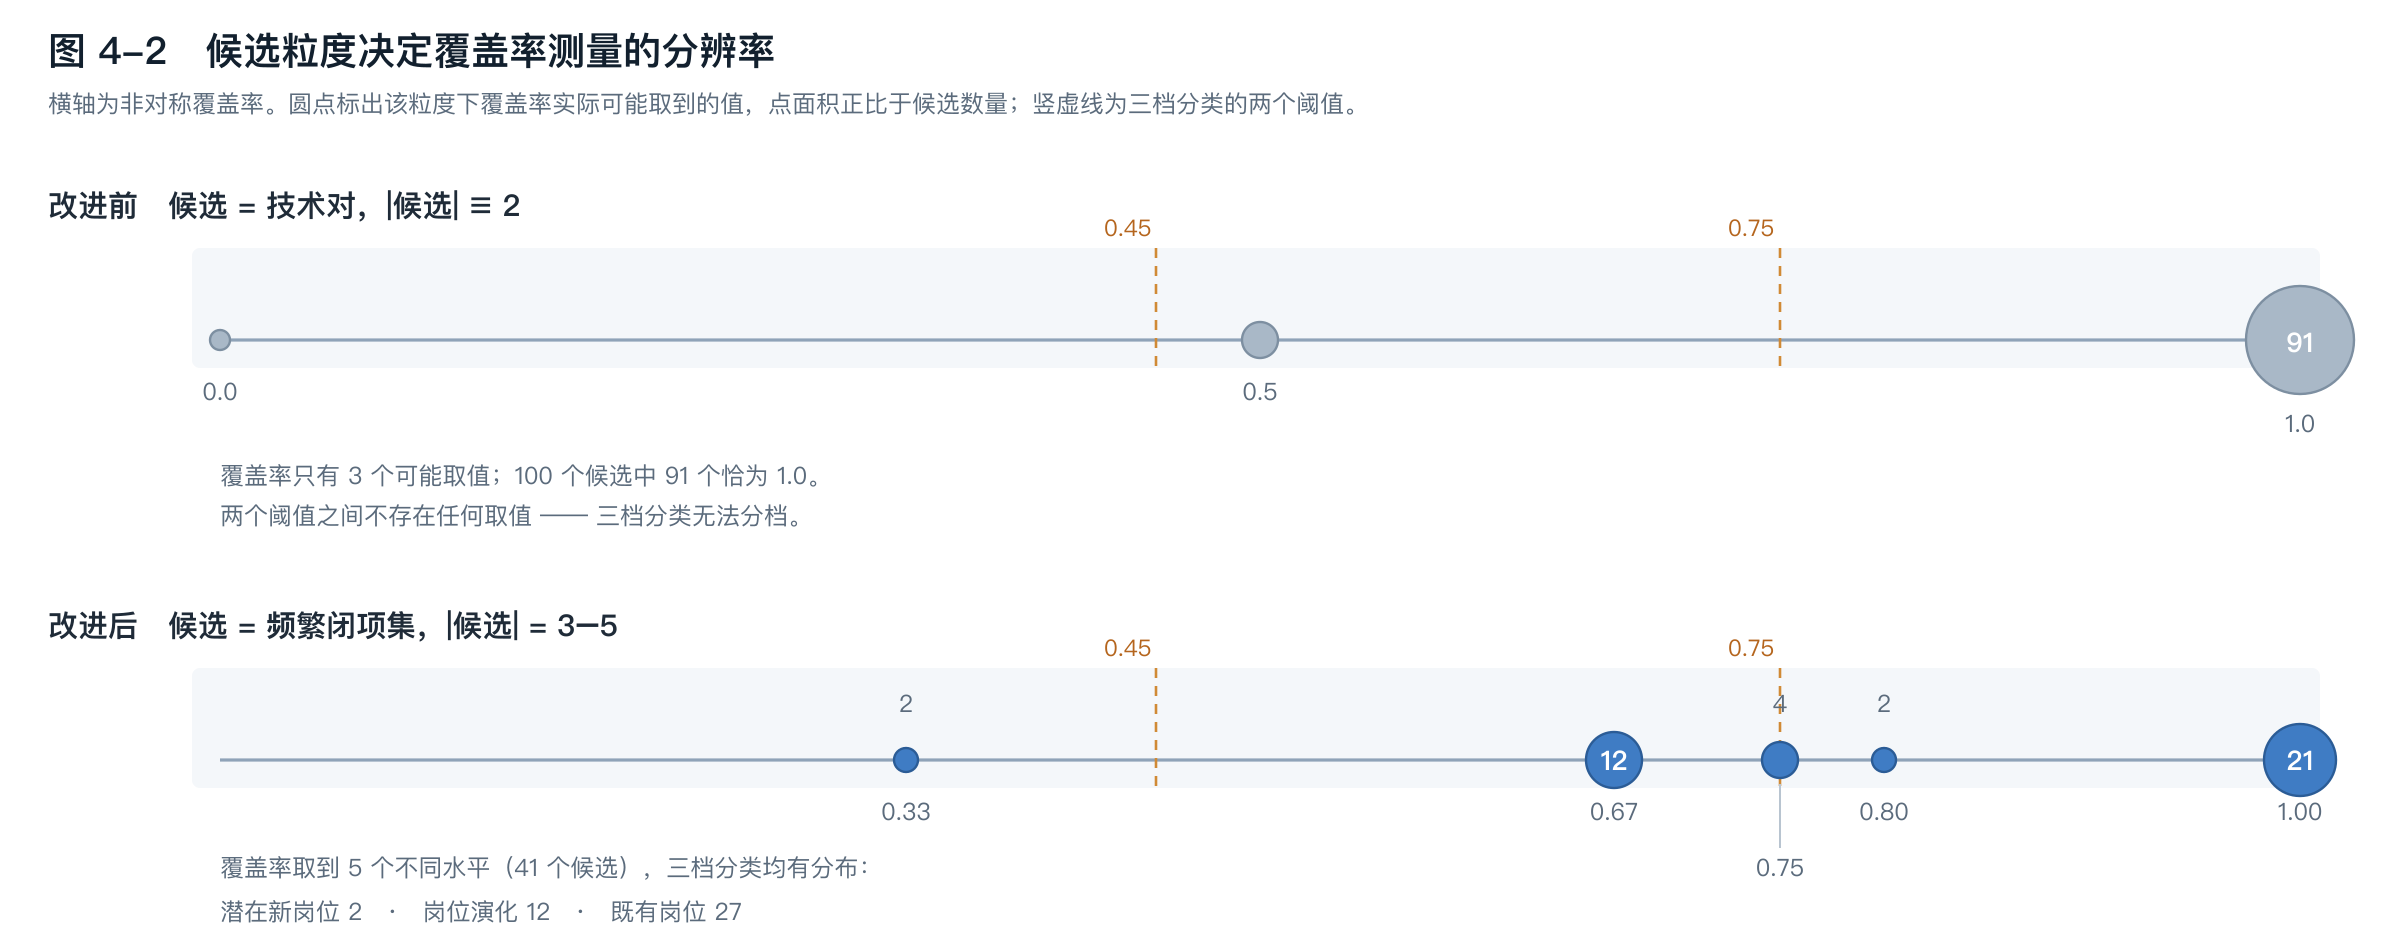 图 4–2 候选粒度决定覆盖率测量的分辨率
横轴为非对称覆盖率。圆点标出该粒度下覆盖率实际可能取到的值，点面积正比于候选数量；竖虚线为三档分类的两个阈值。
改进前 候选 = 技术对，|候选| ≡ 2
0.45 0.75
91
0.0 0.5 1.0
覆盖率只有 3 个可能取值；100 个候选中 91 个恰为 1.0。
两个阈值之间不存在任何取值 —— 三档分类无法分档。
改进后 候选 = 频繁闭项集，|候选| = 3–5
0.45 0.75
2 4 2
12 21
0.33 0.67 0.80 1.00
0.75
覆盖率取到 5 个不同水平（41 个候选），三档分类均有分布：
潜在新岗位 2 · 岗位演化 12 · 既有岗位 27